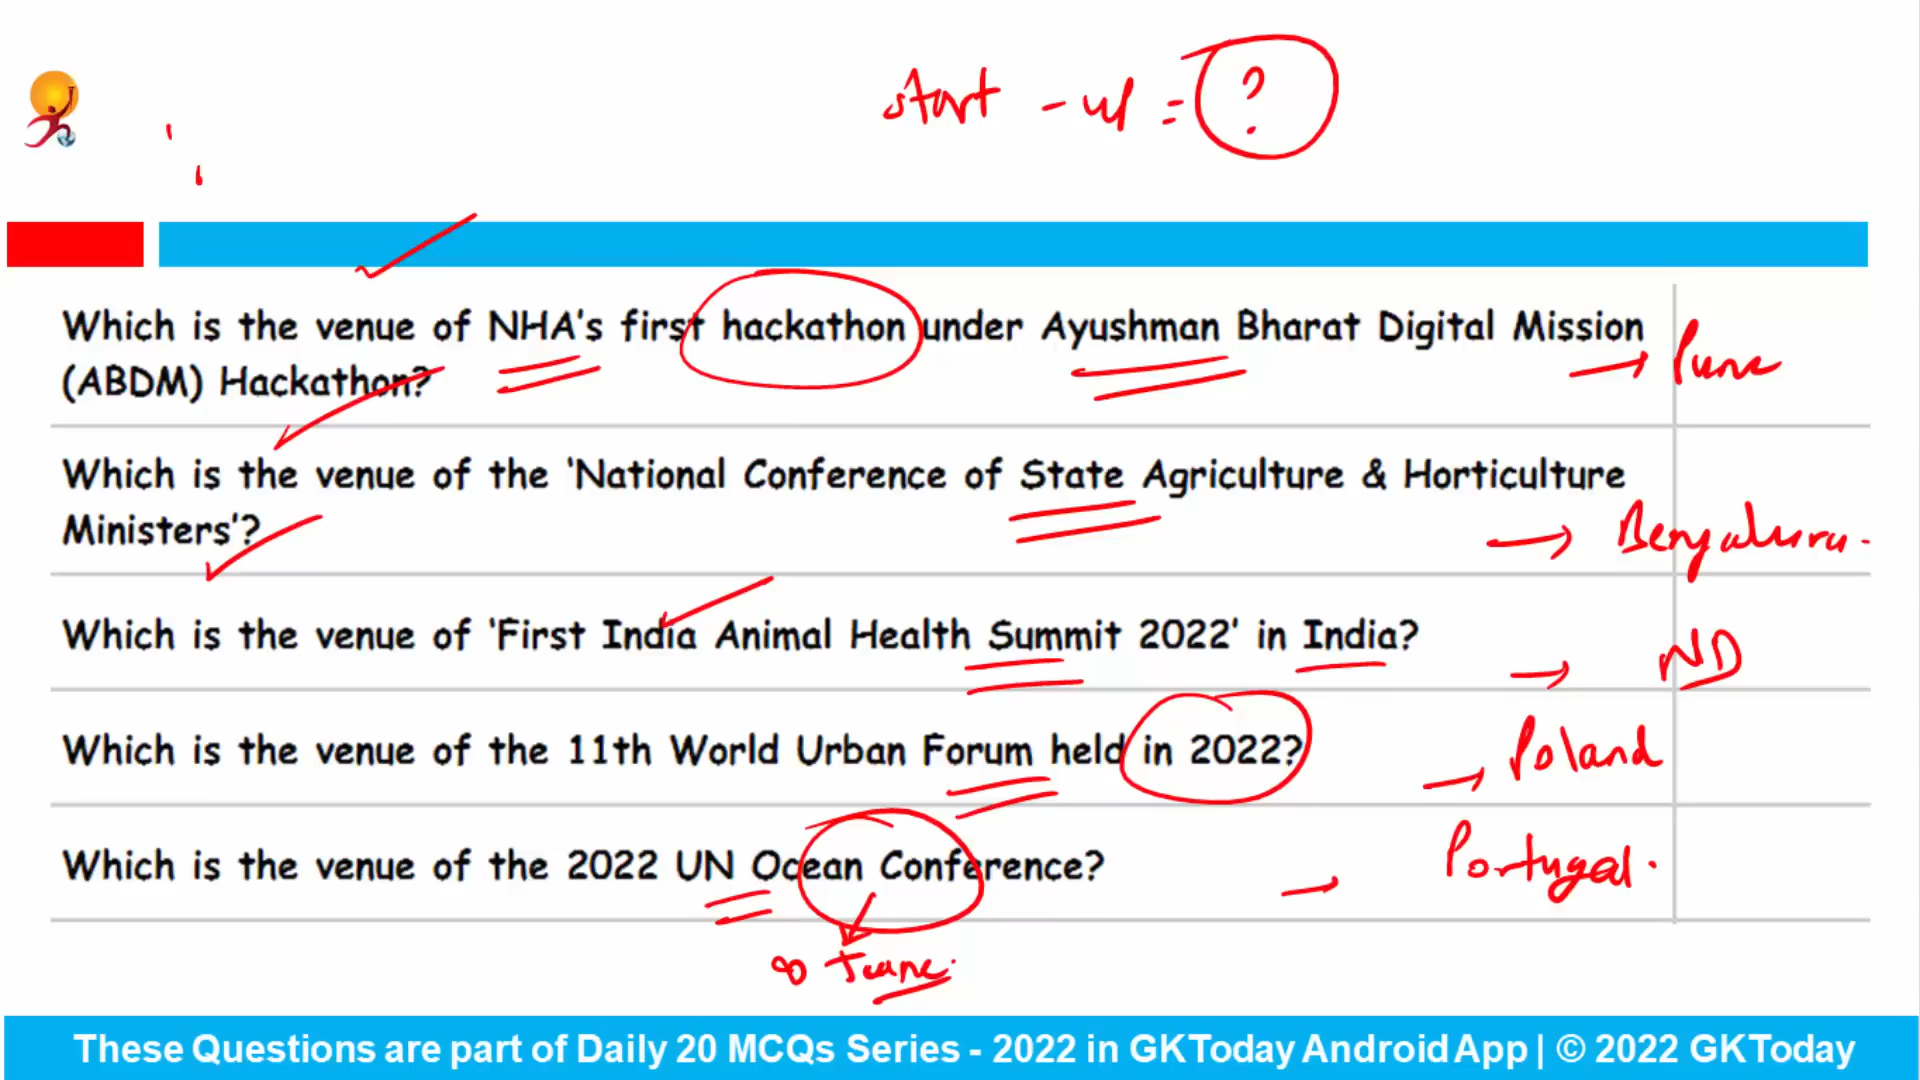 start - up = ?
Which is the venue of NHA's first hackathon under Ayushman Bharat Digital Mission
(ABDM) Hackathon?
Pune
Which is the venue of the 'National Conference of State Agriculture & Horticulture
Ministers'?
Bengaluru.
Which is the venue of 'First India Animal Health Summit 2022' in India?
ND
Which is the venue of the 11th World Urban Forum held in 2022?
Poland
Which is the venue of the 2022 UN Ocean Conference?
Portugal.
8 June.
These Questions are part of Daily 20 MCQs Series - 2022 in GKToday Android App | © 2022 GKToday